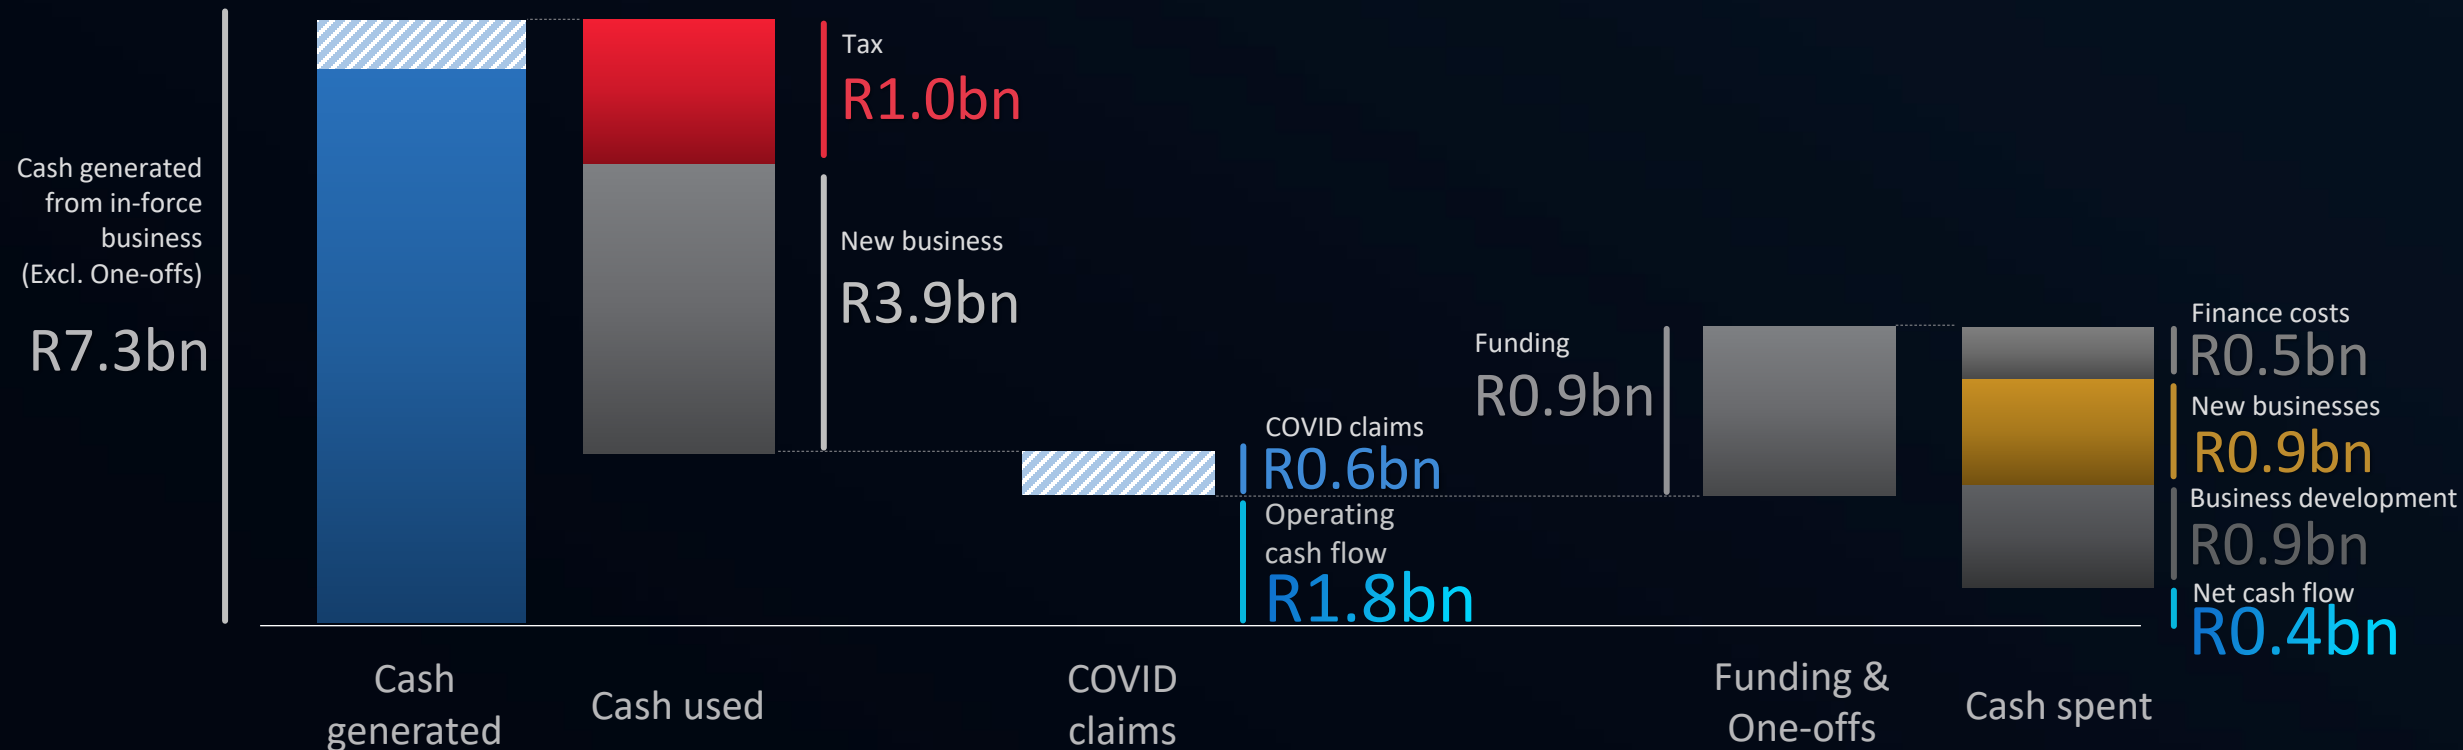 Cash generated
from in-force
business
(Excl. One-offs)
R7.3bn
Tax
R1.0bn
New business
R3.9bn
COVID claims
R0.6bn
Operating
cash flow
R1.8bn
Funding
R0.9bn
Finance costs
R0.5bn
New businesses
R0.9bn
Business development
R0.9bn
Net cash flow
R0.4bn
Cash
generated
Cash used
COVID
claims
Funding &
One-offs
Cash spent